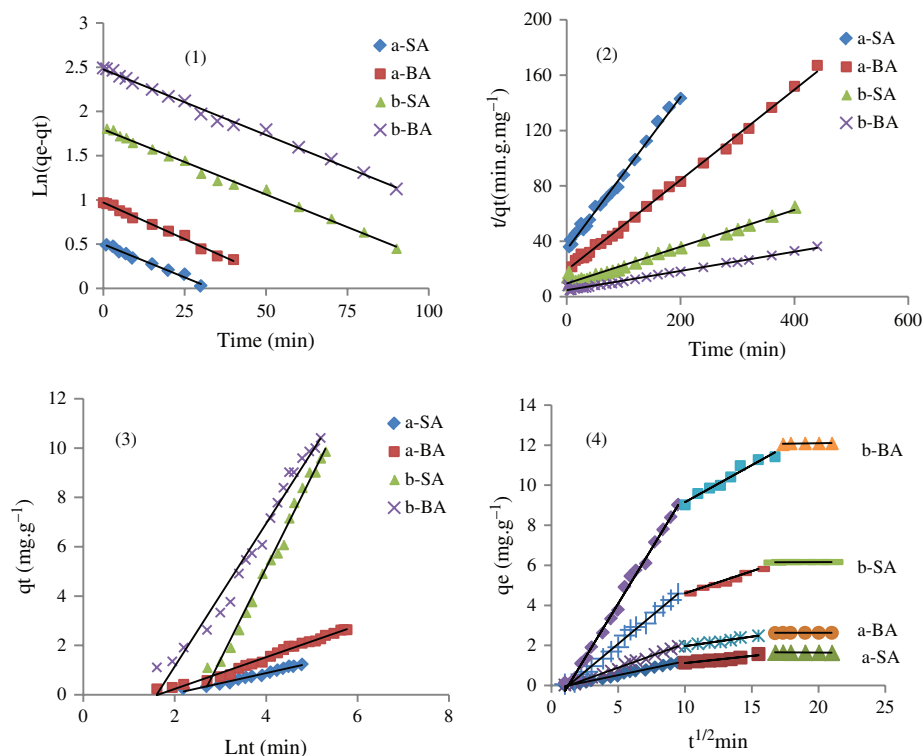 (1)
a-SA
a-BA
b-SA
b-BA
Ln(qe-qt)
3
2.5
2
1.5
1
0.5
0
0 25 50 75 100
Time (min)
(2)
a-SA
a-BA
b-SA
b-BA
t/qt(min.g.mg⁻¹)
200
160
120
80
40
0
0 200 400 600
Time (min)
(3)
a-SA
a-BA
b-SA
b-BA
qt (mg.g⁻¹)
12
10
8
6
4
2
0
0 2 4 6 8
Lnt (min)
(4)
b-BA
b-SA
a-BA
a-SA
qe (mg.g⁻¹)
14
12
10
8
6
4
2
0
0 5 10 15 20 25
t¹ᐟ²min